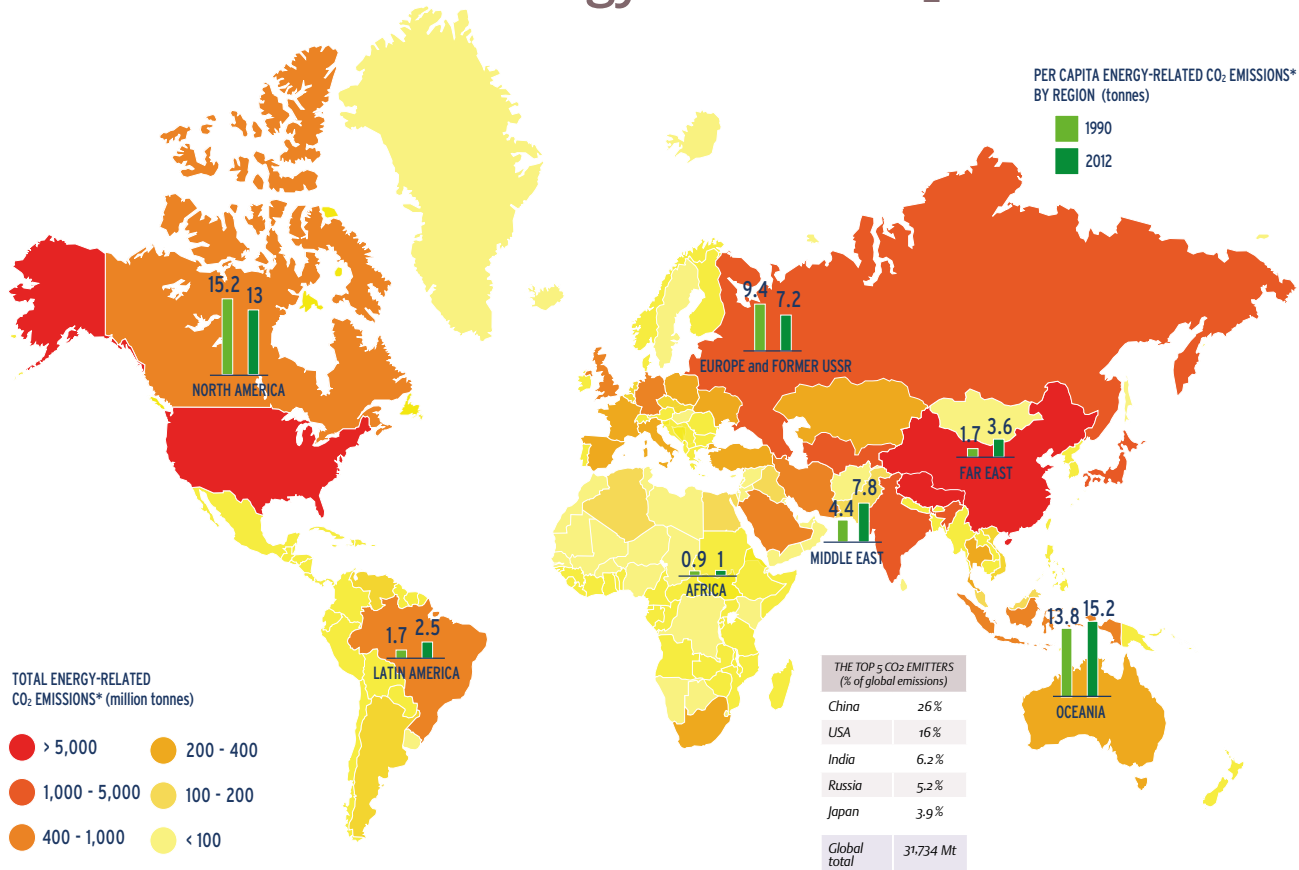 PER CAPITA ENERGY-RELATED CO₂ EMISSIONS*
BY REGION (tonnes)
1990
2012
15.2
13
NORTH AMERICA
9.4
7.2
EUROPE and FORMER USSR
1.7
3.6
FAR EAST
4.4
7.8
MIDDLE EAST
0.9
1
AFRICA
1.7
2.5
LATIN AMERICA
13.8
15.2
OCEANIA
TOTAL ENERGY-RELATED
CO₂ EMISSIONS* (million tonnes)
> 5,000
1,000 - 5,000
400 - 1,000
200 - 400
100 - 200
< 100
THE TOP 5 CO2 EMITTERS
(% of global emissions)
China 26%
USA 16%
India 6.2%
Russia 5.2%
Japan 3.9%
Global
total 31,734 Mt